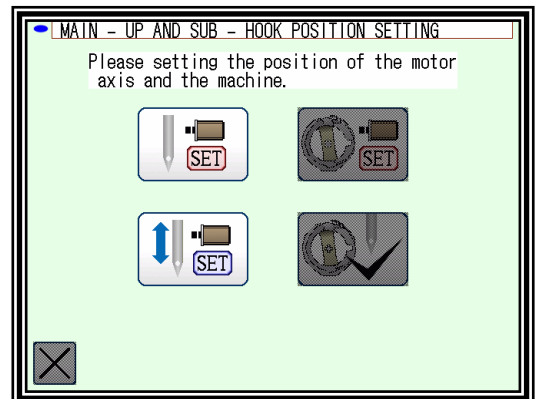 MAIN – UP AND SUB – HOOK POSITION SETTING
Please setting the position of the motor
axis and the machine.
SET
SET
SET